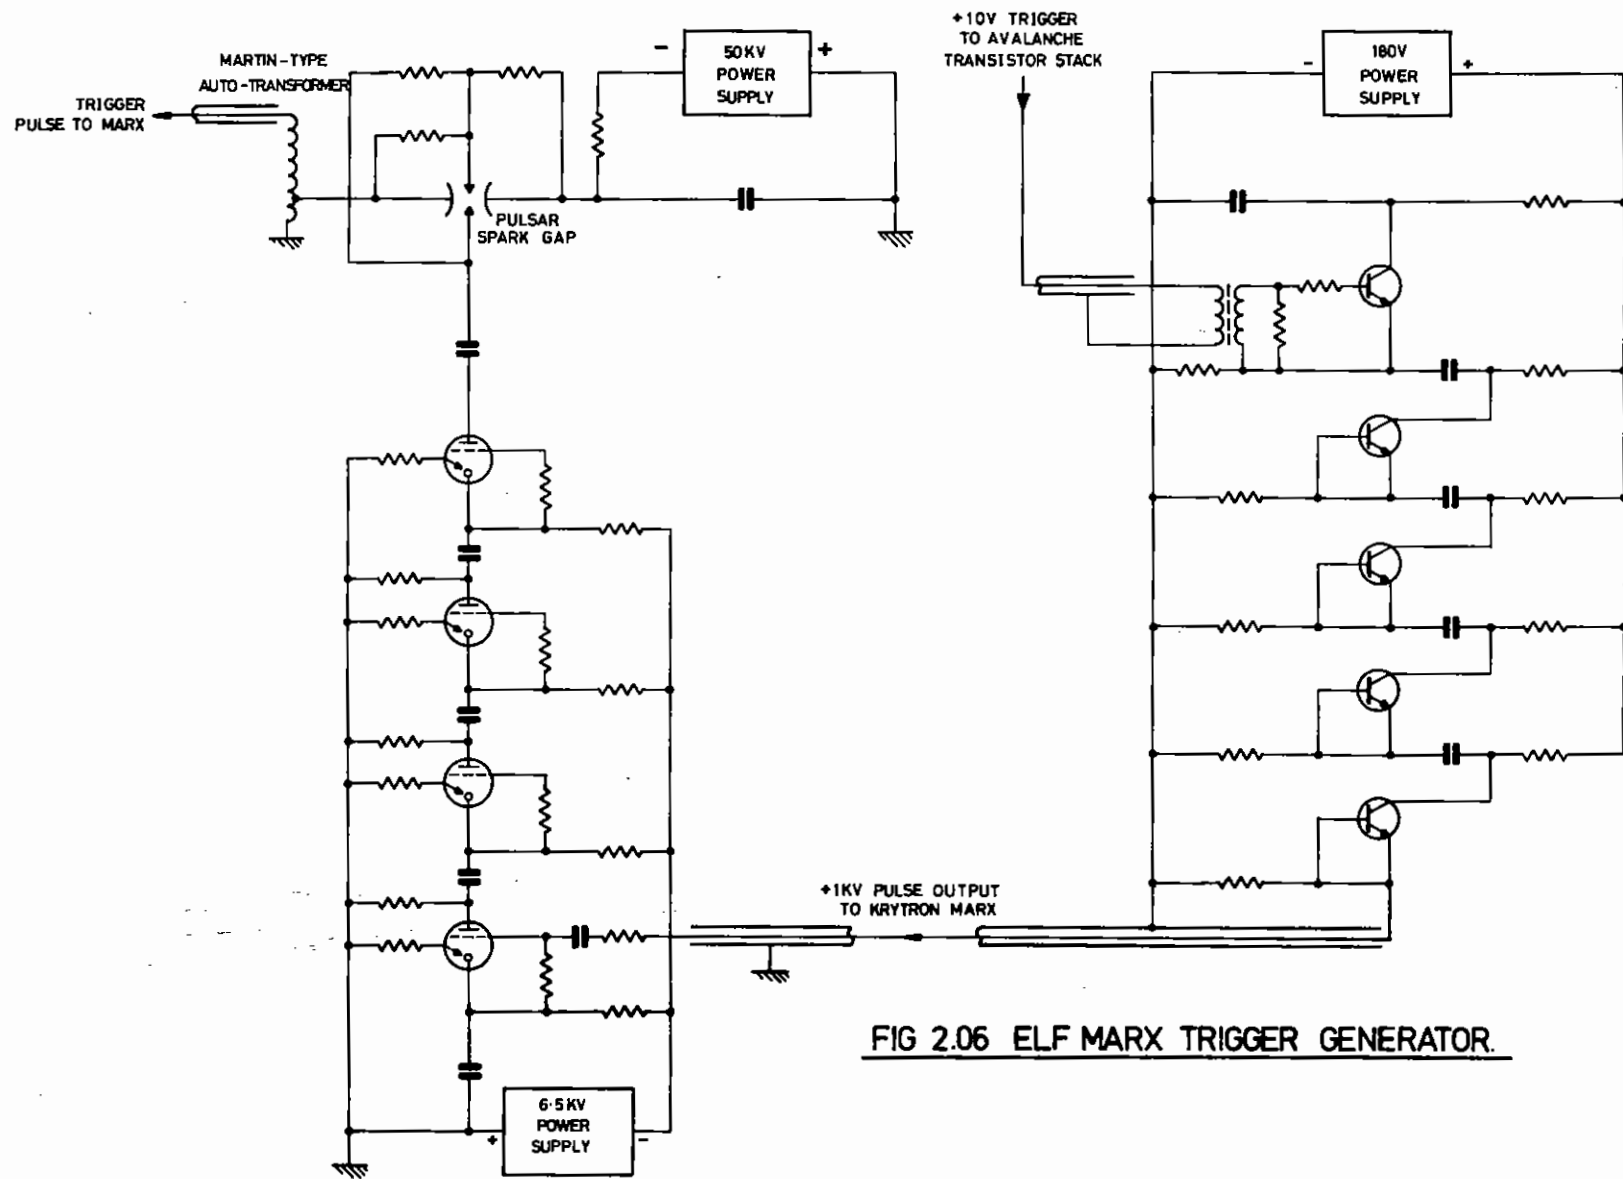 MARTIN-TYPE
AUTO-TRANSFORMER
TRIGGER
PULSE TO MARX
- 50KV +
POWER
SUPPLY
PULSAR
SPARK GAP
+10V TRIGGER
TO AVALANCHE
TRANSISTOR STACK
- 180V +
POWER
SUPPLY
+1KV PULSE OUTPUT
TO KRYTRON MARX
6·5KV
POWER
+ SUPPLY -
FIG 2.06 ELF MARX TRIGGER GENERATOR.